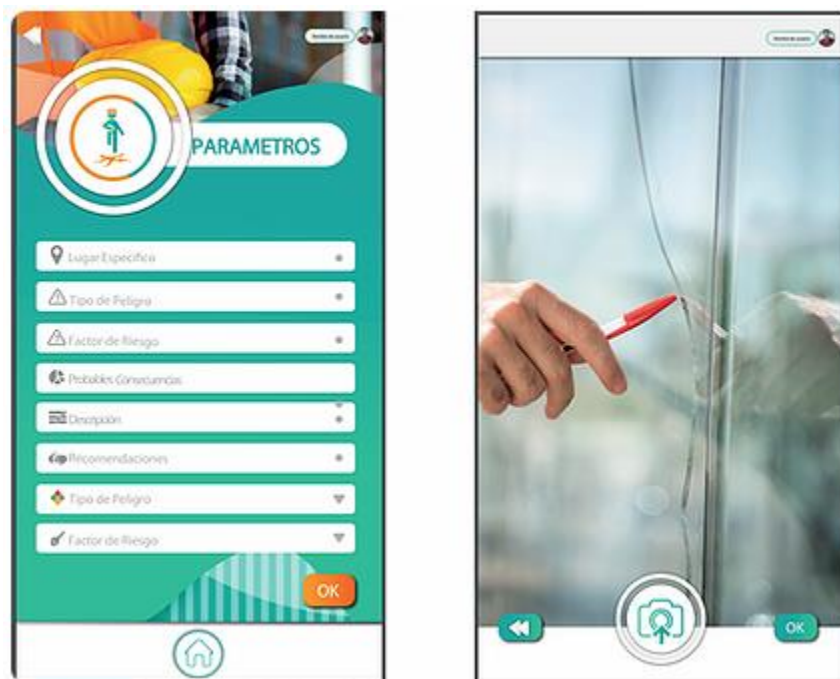 PARAMETROS
Lugar Especifico
Tipo de Peligro
Factor de Riesgo
Probables Consecuencias
Descripción
Recomendaciones
Tipo de Peligro
Factor de Riesgo
OK
OK